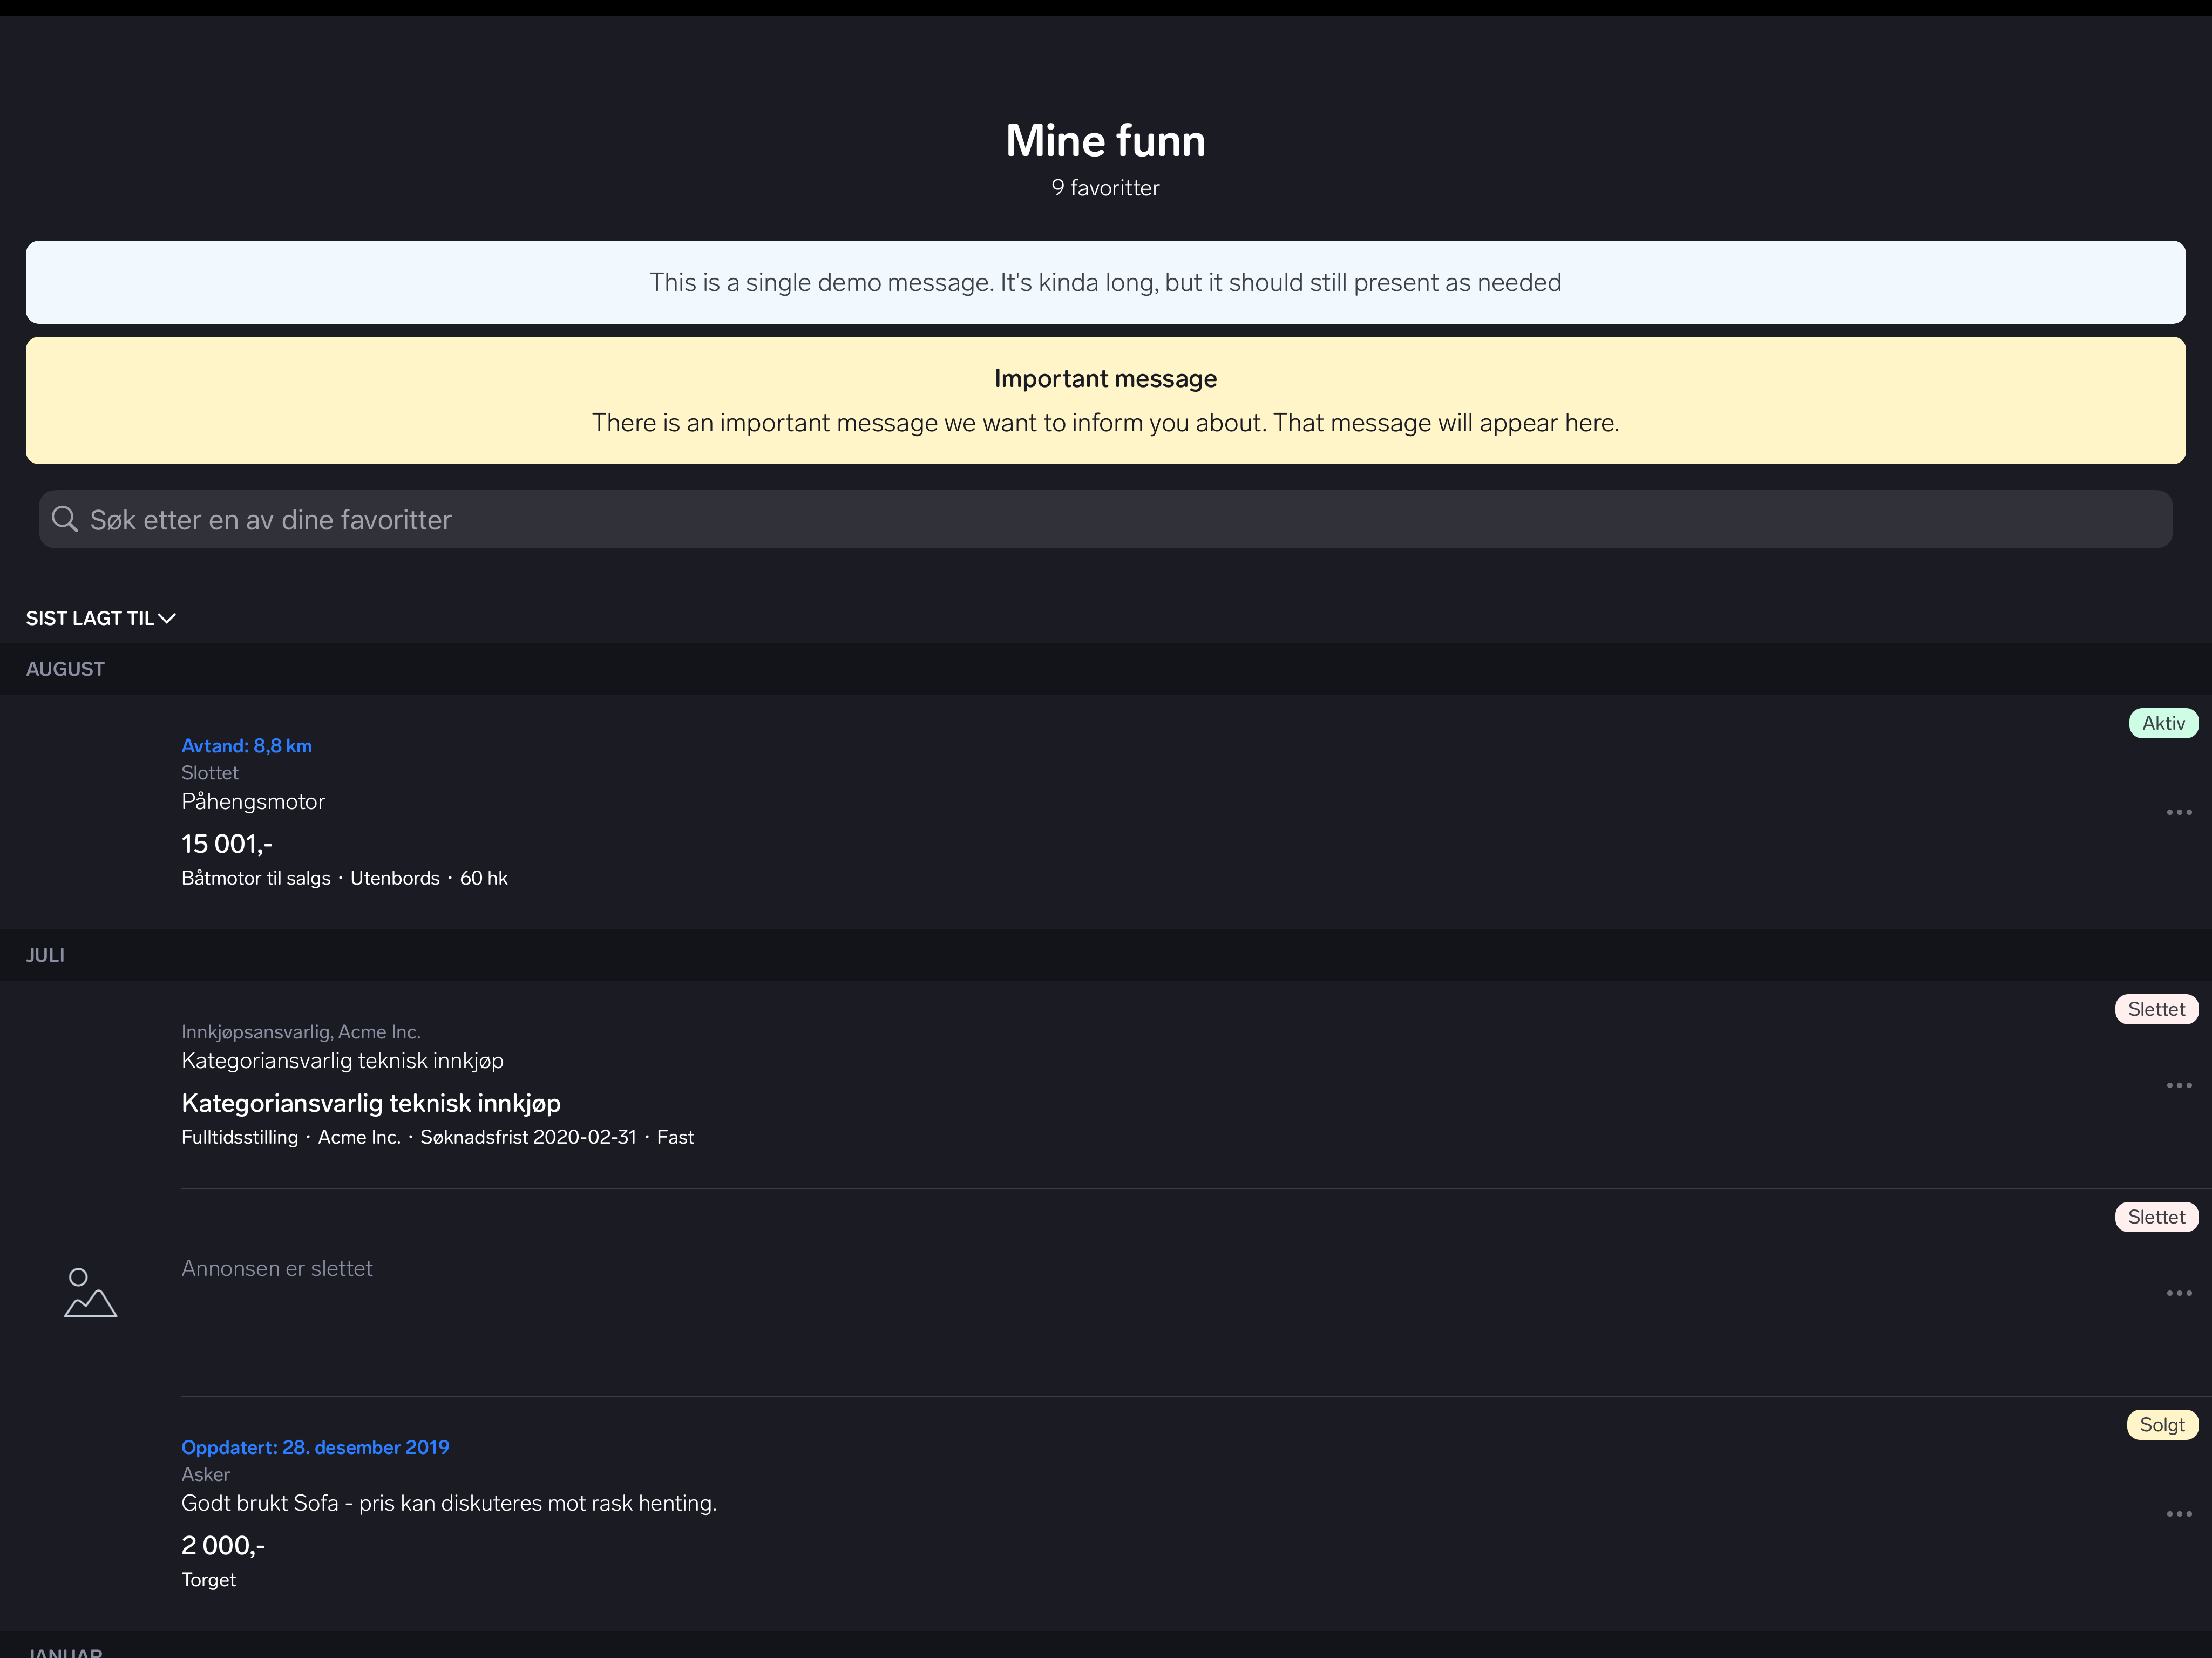 Mine funn
9 favoritter
This is a single demo message. It's kinda long, but it should still present as needed
Important message
There is an important message we want to inform you about. That message will appear here.
Søk etter en av dine favoritter
SIST LAGT TIL
AUGUST
Aktiv
Avtand: 8,8 km
Slottet
Påhengsmotor
15 001,-
Båtmotor til salgs · Utenbords · 60 hk
JULI
Slettet
Innkjøpsansvarlig, Acme Inc.
Kategoriansvarlig teknisk innkjøp
Kategoriansvarlig teknisk innkjøp
Fulltidsstilling · Acme Inc. · Søknadsfrist 2020-02-31 · Fast
Slettet
Annonsen er slettet
Solgt
Oppdatert: 28. desember 2019
Asker
Godt brukt Sofa - pris kan diskuteres mot rask henting.
2 000,-
Torget
JANUAR